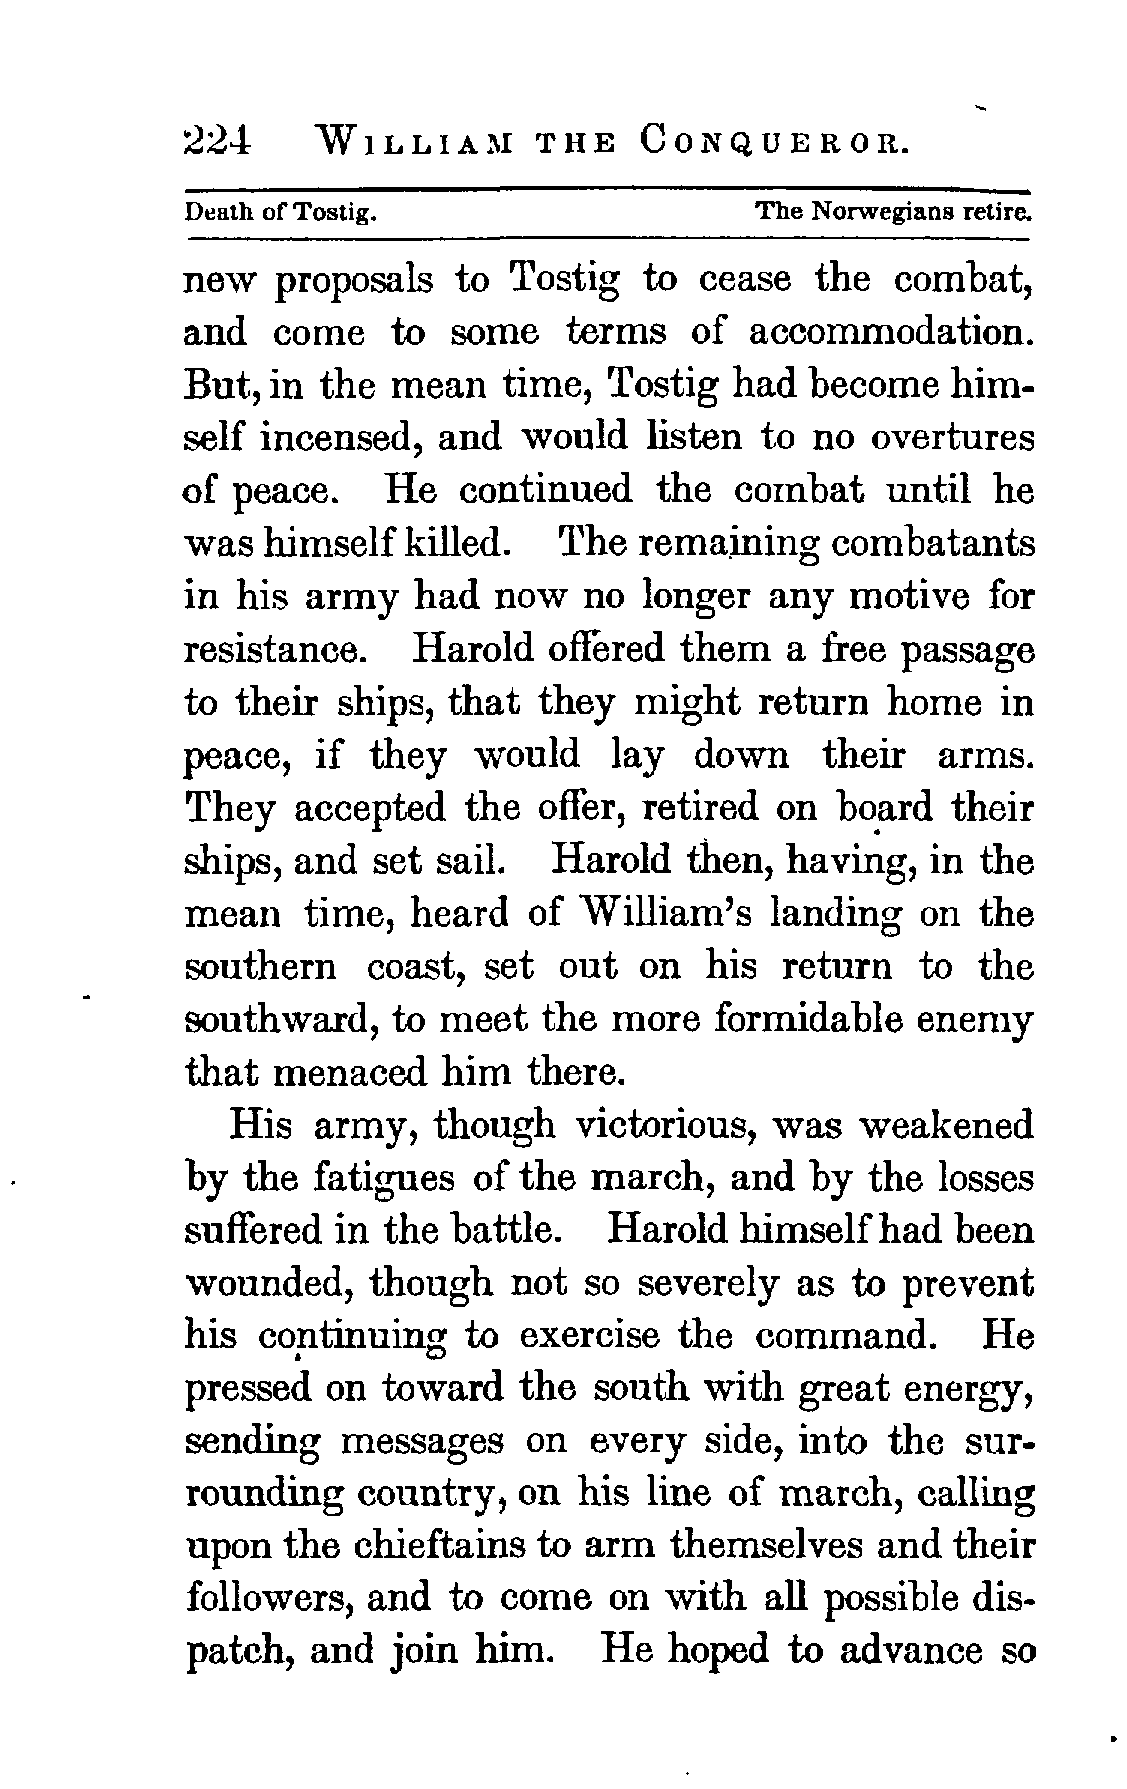 224 WILLIAM THE CONQUEROR.
Death of Tostig. The Norwegians retire.
new proposals to Tostig to cease the combat,
and come to some terms of accommodation.
But, in the mean time, Tostig had become him-
self incensed, and would listen to no overtures
of peace. He continued the combat until he
was himself killed. The remaining combatants
in his army had now no longer any motive for
resistance. Harold offered them a free passage
to their ships, that they might return home in
peace, if they would lay down their arms.
They accepted the offer, retired on board their
ships, and set sail. Harold then, having, in the
mean time, heard of William's landing on the
southern coast, set out on his return to the
southward, to meet the more formidable enemy
that menaced him there.
His army, though victorious, was weakened
by the fatigues of the march, and by the losses
suffered in the battle. Harold himself had been
wounded, though not so severely as to prevent
his continuing to exercise the command. He
pressed on toward the south with great energy,
sending messages on every side, into the sur-
rounding country, on his line of march, calling
upon the chieftains to arm themselves and their
followers, and to come on with all possible dis-
patch, and join him. He hoped to advance so